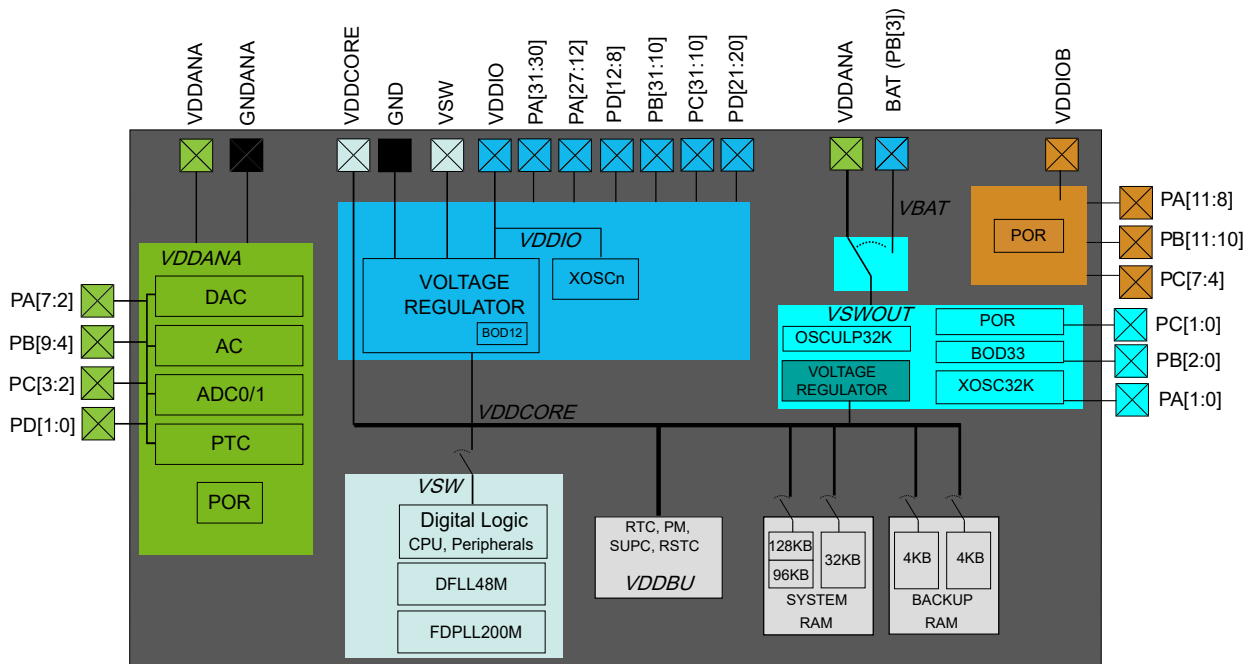 VDDANA
GNDANA
VDDCORE
GND
VSW
VDDIO
PA[31:30]
PA[27:12]
PD[12:8]
PB[31:10]
PC[31:10]
PD[21:20]
VDDANA
BAT (PB[3])
VDDIOB
PA[7:2]
PB[9:4]
PC[3:2]
PD[1:0]
VDDANA
DAC
AC
ADC0/1
PTC
POR
VDDIO
VOLTAGE
REGULATOR
BOD12
XOSCn
VBAT
POR
PA[11:8]
PB[11:10]
PC[7:4]
VSWOUT
OSCULP32K
VOLTAGE
REGULATOR
POR
BOD33
XOSC32K
PC[1:0]
PB[2:0]
PA[1:0]
VDDCORE
VSW
Digital Logic
CPU, Peripherals
DFLL48M
FDPLL200M
RTC, PM,
SUPC, RSTC
VDDBU
128KB
96KB
32KB
SYSTEM
RAM
4KB
4KB
BACKUP
RAM